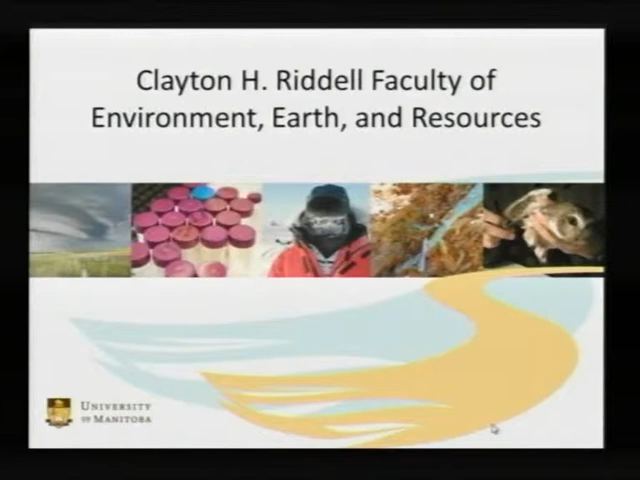 Clayton H. Riddell Faculty of
Environment, Earth, and Resources
UNIVERSITY
OF MANITOBA